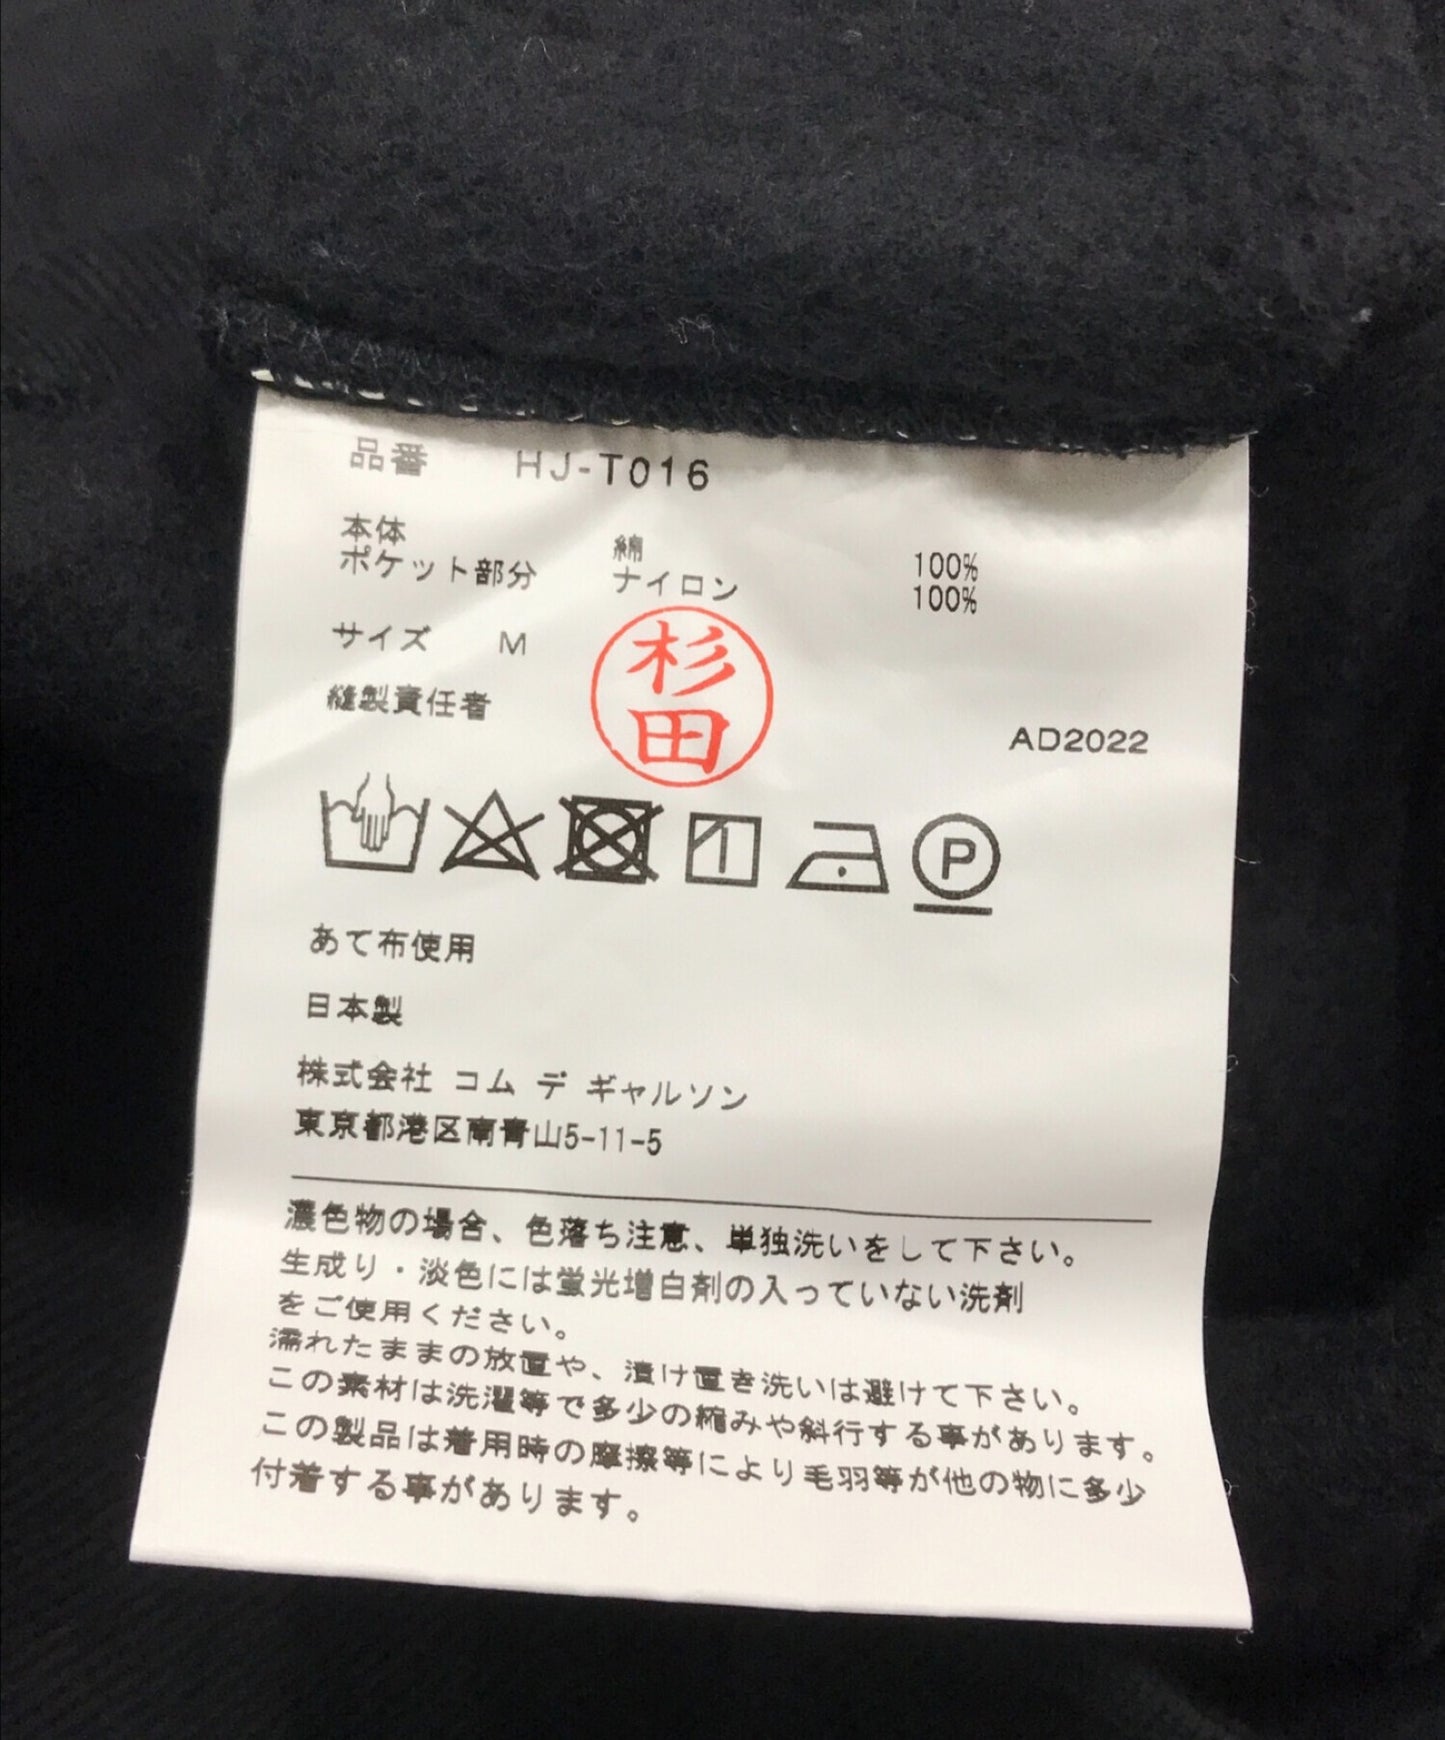 品番 HJ-T016
本体 綿 100%
ポケット部分 ナイロン 100%
サイズ M
縫製責任者 杉田
AD2022
P
あて布使用
日本製
株式会社 コム デ ギャルソン
東京都港区南青山5-11-5
濃色物の場合、色落ち注意、単独洗いをして下さい。
生成り・淡色には蛍光増白剤の入っていない洗剤
をご使用ください。
濡れたままの放置や、漬け置き洗いは避けて下さい。
この素材は洗濯等で多少の縮みや斜行する事があります。
この製品は着用時の摩擦等により毛羽等が他の物に多少
付着する事があります。